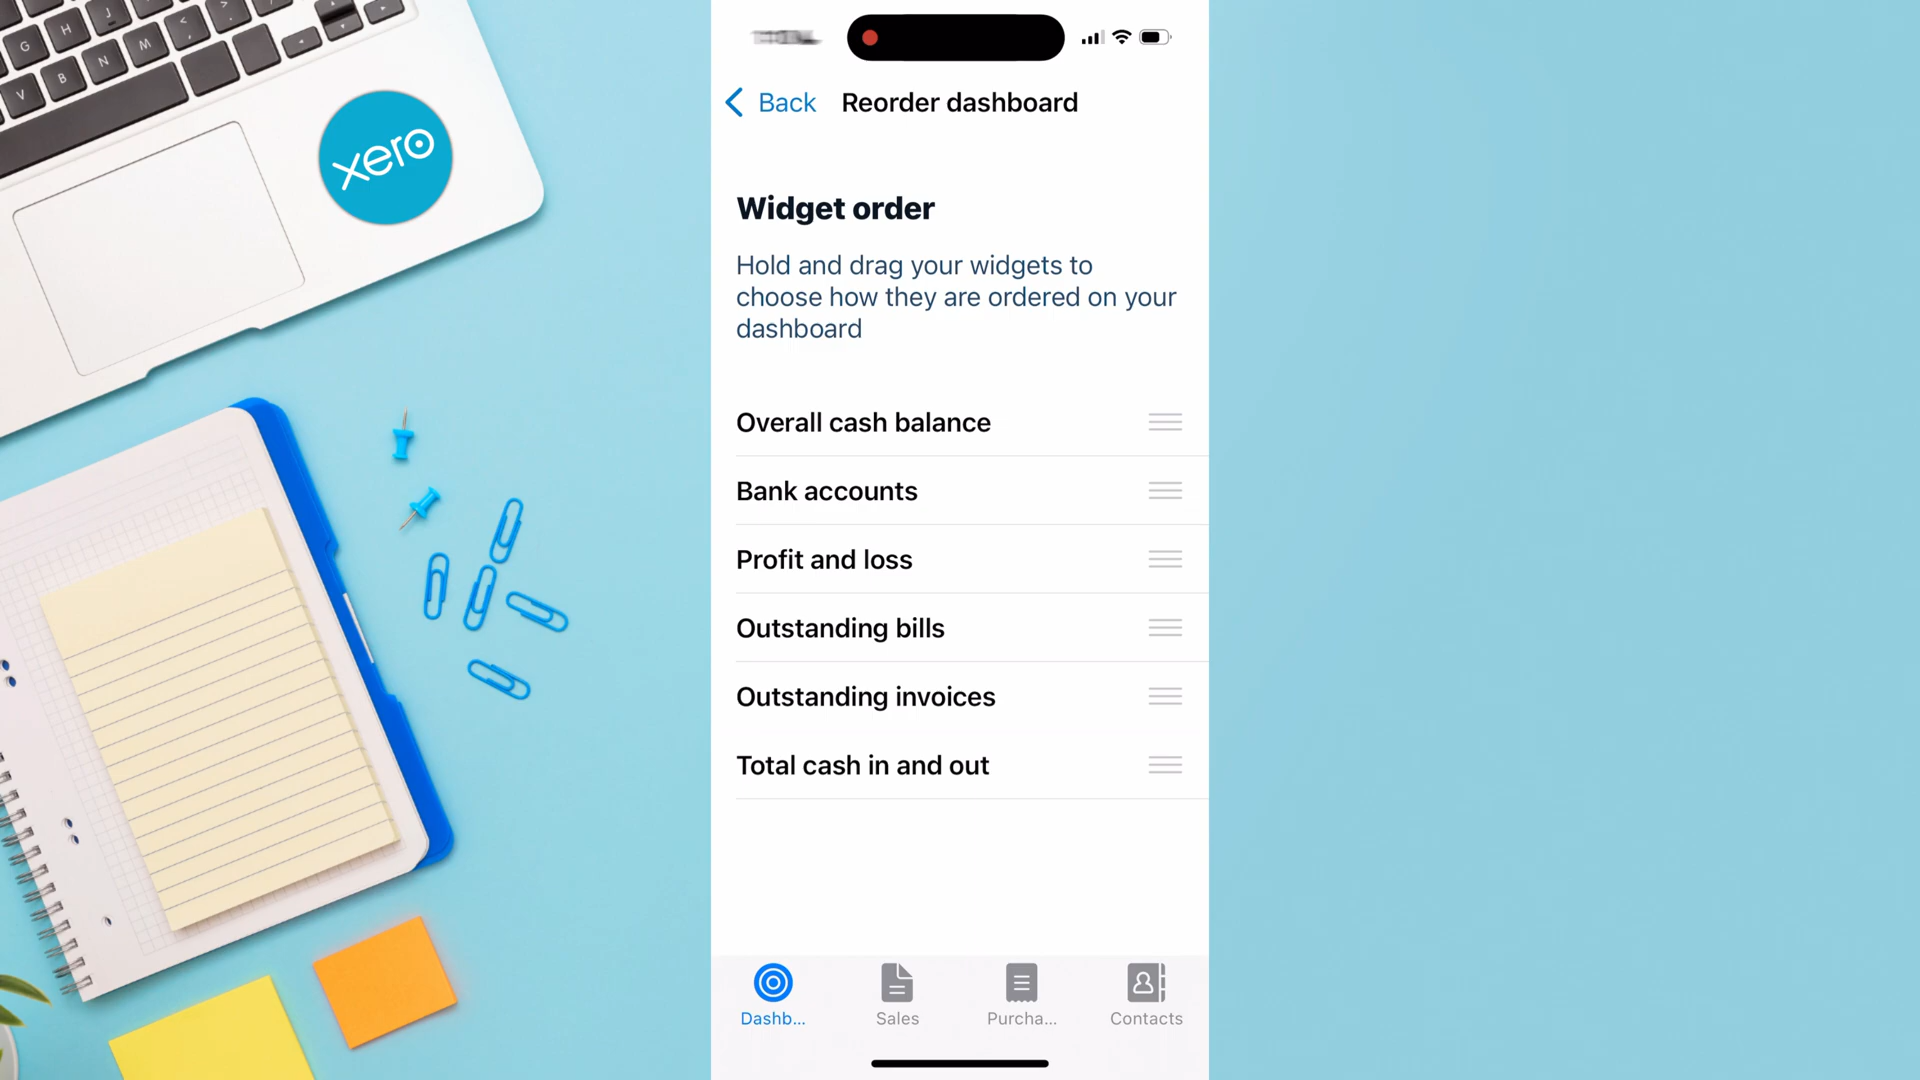 G
H
J
<
>
?
V
B
N
M
xero
Back
Reorder dashboard
Widget order
Hold and drag your widgets to
choose how they are ordered on your
dashboard
Overall cash balance
Bank accounts
Profit and loss
Outstanding bills
Outstanding invoices
Total cash in and out
Dashb...
Sales
Purcha...
Contacts